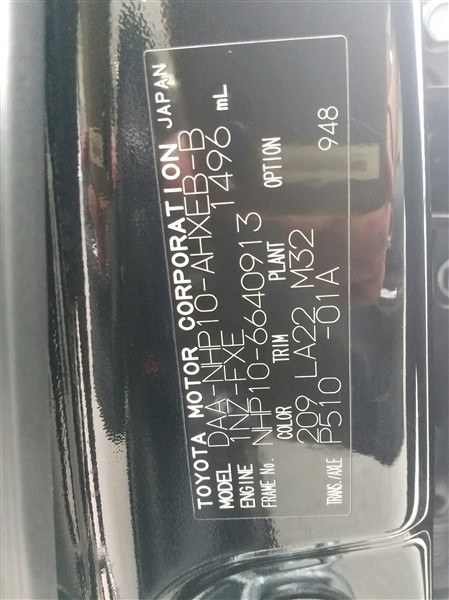 TOYOTA MOTOR CORPORATION JAPAN
MODEL DAA-NHP10-AHXEB-B
ENGINE 1NZ-FXE 1496 mL
FRAME No. NHP10-6640913
COLOR TRIM PLANT OPTION
209 LA22 M32 948
TRANS./AXLE P510 -01A